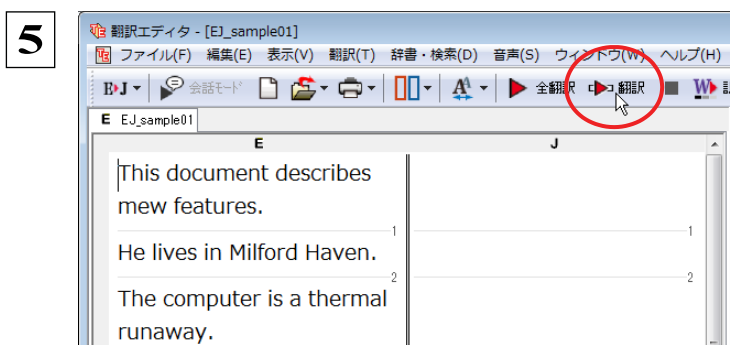 5
翻訳エディタ - [EJ_sample01]
ファイル(F) 編集(E) 表示(V) 翻訳(T) 辞書・検索(D) 音声(S) ウィンドウ(W) ヘルプ(H)
E▸J 会話モード 全翻訳 翻訳 W
E EJ_sample01
E J
This document describes
mew features.
1 1
He lives in Milford Haven.
2 2
The computer is a thermal
runaway.